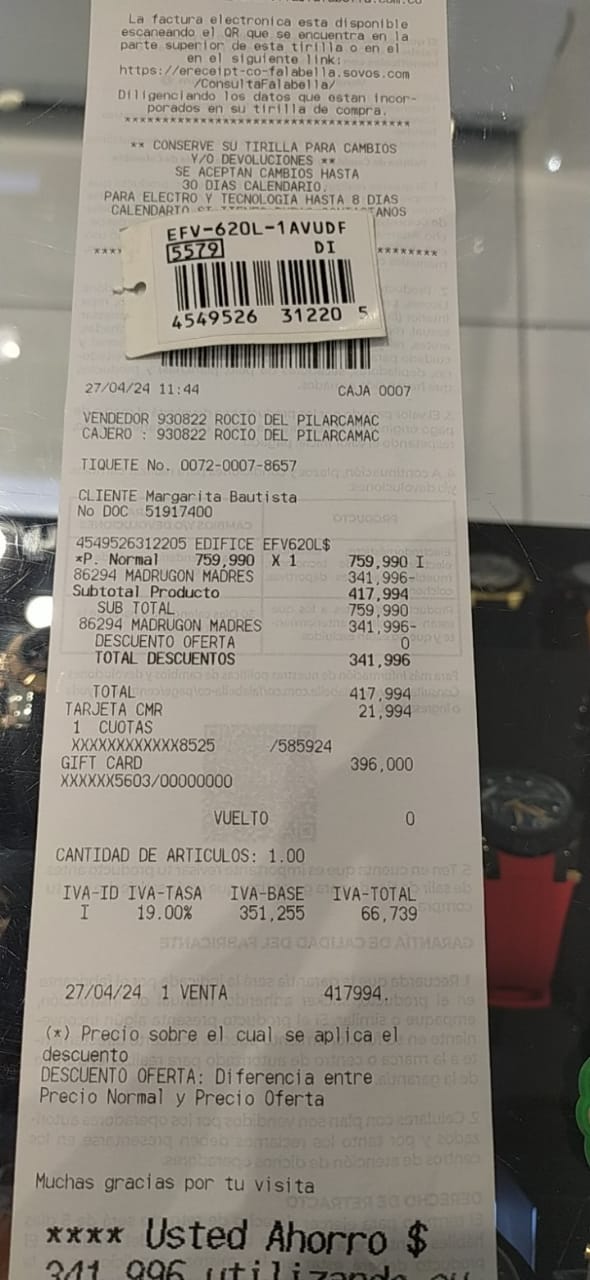 La factura electronica esta disponible
escaneando el QR que se encuentra en la
parte superior de esta tirilla o en el
en el siguiente link:
https://ereceipt-co-falabella.sovos.com
/ConsultaFalabella/
Diligenciando los datos que estan incor-
porados en su tirilla de compra.
****************************************
** CONSERVE SU TIRILLA PARA CAMBIOS
Y/O DEVOLUCIONES **
SE ACEPTAN CAMBIOS HASTA
30 DIAS CALENDARIO.
PARA ELECTRO Y TECNOLOGIA HASTA 8 DIAS
EFV-620L-1AVUDF
5579 DI
4549526 31220 5
27/04/24 11:44 CAJA 0007
VENDEDOR 930822 ROCIO DEL PILARCAMAC
CAJERO : 930822 ROCIO DEL PILARCAMAC
TIQUETE No. 0072-0007-8657
CLIENTE Margarita Bautista
No DOC 51917400
4549526312205 EDIFICE EFV620L$
*P. Normal 759,990 X 1 759,990 I
86294 MADRUGON MADRES 341,996-
Subtotal Producto 417,994
SUB TOTAL 759,990
86294 MADRUGON MADRES 341,996-
DESCUENTO OFERTA 0
TOTAL DESCUENTOS 341,996
TOTAL 417,994
TARJETA CMR 21,994
1 CUOTAS
XXXXXXXXXXXX8525 /585924
GIFT CARD 396,000
XXXXXX5603/00000000
VUELTO 0
CANTIDAD DE ARTICULOS: 1.00
IVA-ID IVA-TASA IVA-BASE IVA-TOTAL
I 19.00% 351,255 66,739
27/04/24 1 VENTA 417994.
(*) Precio sobre el cual se aplica el
descuento
DESCUENTO OFERTA: Diferencia entre
Precio Normal y Precio Oferta
Muchas gracias por tu visita
**** Usted Ahorro $
341,996 utilizando su